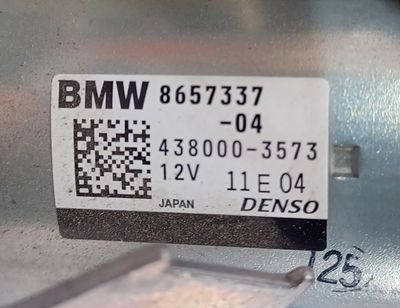 BMW 8657337
-04
438000-3573
12V 11 E 04
JAPAN DENSO
125